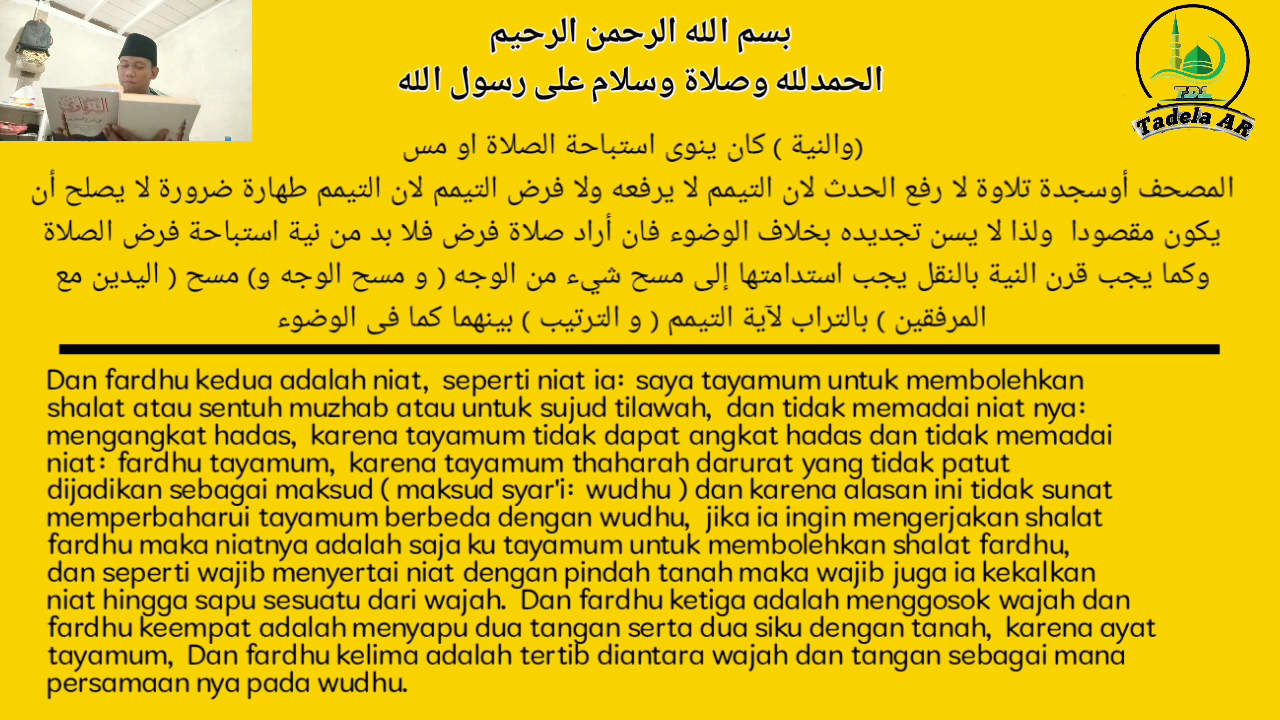 بسم الله الرحمن الرحيم
الحمدلله وصلاة وسلام على رسول الله
TDL
Tadela AR
(والنية ) كان ينوى استباحة الصلاة او مس
المصحف أوسجدة تلاوة لا رفع الحدث لان التيمم لا يرفعه ولا فرض التيمم لان التيمم طهارة ضرورة لا يصلح أن
يكون مقصودا ولذا لا يسن تجديده بخلاف الوضوء فان أراد صلاة فرض فلا بد من نية استباحة فرض الصلاة
وكما يجب قرن النية بالنقل يجب استدامتها إلى مسح شيء من الوجه ( و مسح الوجه و) مسح ( اليدين مع
المرفقين ) بالتراب لآية التيمم ( و الترتيب ) بينهما كما فى الوضوء
Dan fardhu kedua adalah niat, seperti niat ia: saya tayamum untuk membolehkan
shalat atau sentuh muzhab atau untuk sujud tilawah, dan tidak memadai niat nya:
mengangkat hadas, karena tayamum tidak dapat angkat hadas dan tidak memadai
niat: fardhu tayamum, karena tayamum thaharah darurat yang tidak patut
dijadikan sebagai maksud ( maksud syar'i: wudhu ) dan karena alasan ini tidak sunat
memperbaharui tayamum berbeda dengan wudhu, jika ia ingin mengerjakan shalat
fardhu maka niatnya adalah saja ku tayamum untuk membolehkan shalat fardhu,
dan seperti wajib menyertai niat dengan pindah tanah maka wajib juga ia kekalkan
niat hingga sapu sesuatu dari wajah. Dan fardhu ketiga adalah menggosok wajah dan
fardhu keempat adalah menyapu dua tangan serta dua siku dengan tanah, karena ayat
tayamum, Dan fardhu kelima adalah tertib diantara wajah dan tangan sebagai mana
persamaan nya pada wudhu.